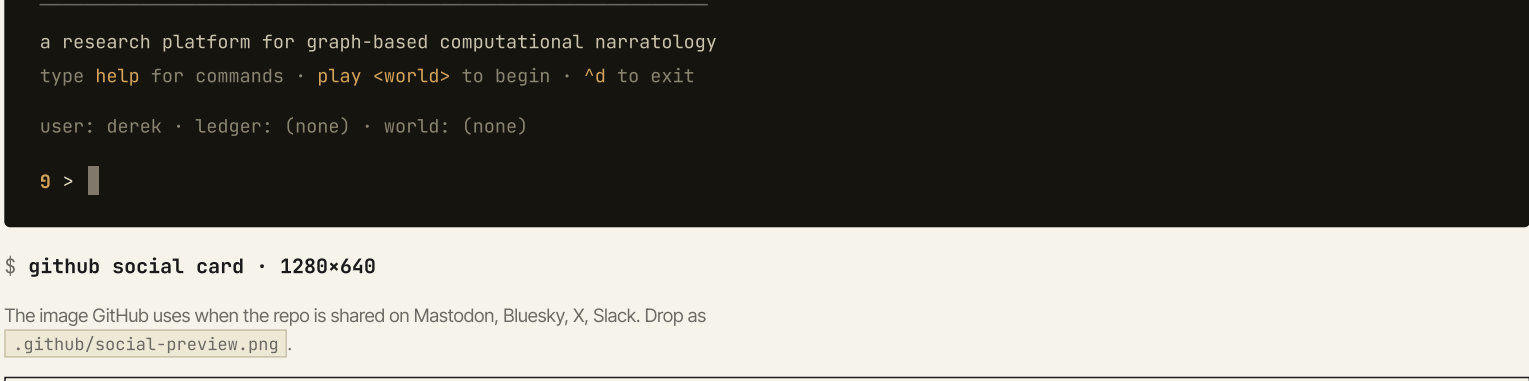 a research platform for graph-based computational narratology
type help for commands · play <world> to begin · ^d to exit
user: derek · ledger: (none) · world: (none)
g >
$ github social card · 1280×640
The image GitHub uses when the repo is shared on Mastodon, Bluesky, X, Slack. Drop as
.github/social-preview.png.